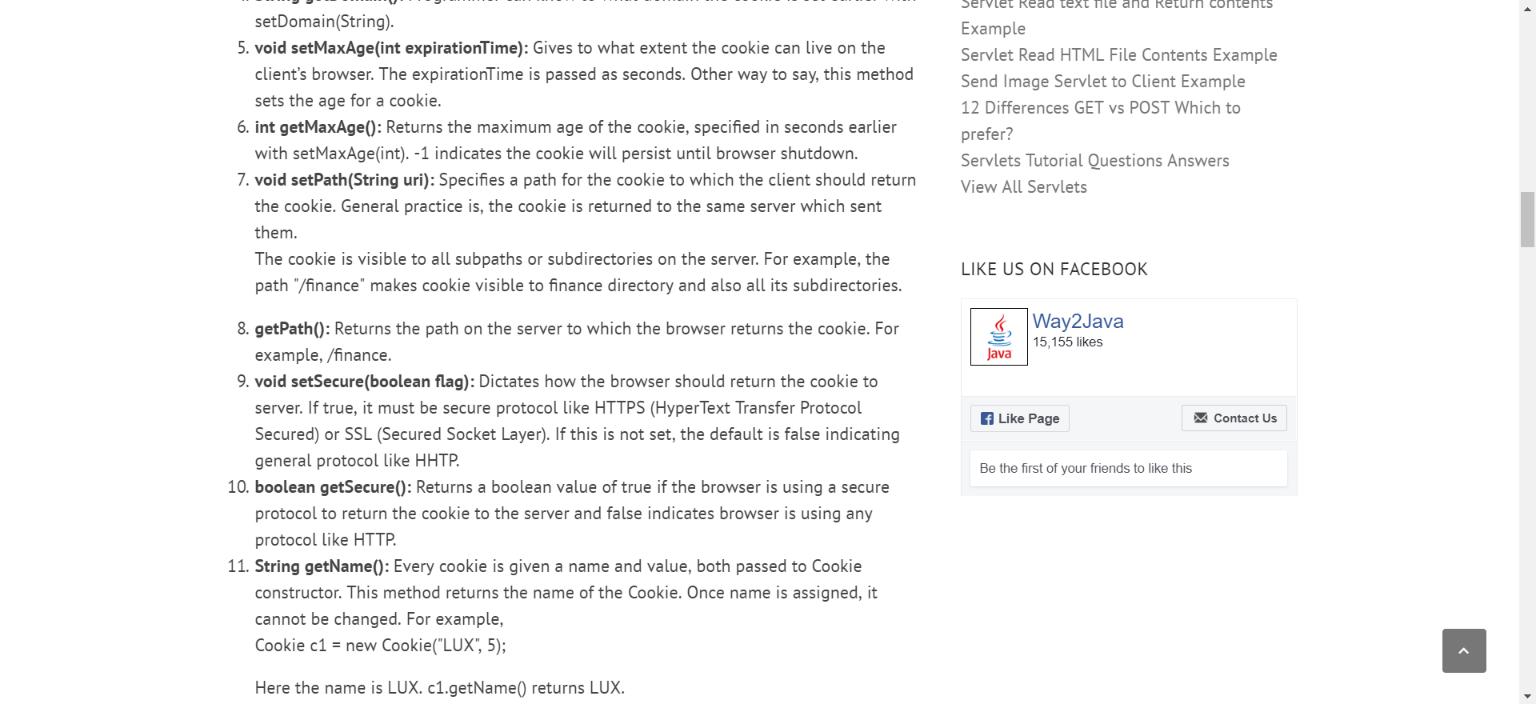 setDomain(String).
5. void setMaxAge(int expirationTime): Gives to what extent the cookie can live on the
client’s browser. The expirationTime is passed as seconds. Other way to say, this method
sets the age for a cookie.
6. int getMaxAge(): Returns the maximum age of the cookie, specified in seconds earlier
with setMaxAge(int). -1 indicates the cookie will persist until browser shutdown.
7. void setPath(String uri): Specifies a path for the cookie to which the client should return
the cookie. General practice is, the cookie is returned to the same server which sent
them.
The cookie is visible to all subpaths or subdirectories on the server. For example, the
path "/finance" makes cookie visible to finance directory and also all its subdirectories.
8. getPath(): Returns the path on the server to which the browser returns the cookie. For
example, /finance.
9. void setSecure(boolean flag): Dictates how the browser should return the cookie to
server. If true, it must be secure protocol like HTTPS (HyperText Transfer Protocol
Secured) or SSL (Secured Socket Layer). If this is not set, the default is false indicating
general protocol like HHTP.
10. boolean getSecure(): Returns a boolean value of true if the browser is using a secure
protocol to return the cookie to the server and false indicates browser is using any
protocol like HTTP.
11. String getName(): Every cookie is given a name and value, both passed to Cookie
constructor. This method returns the name of the Cookie. Once name is assigned, it
cannot be changed. For example,
Cookie c1 = new Cookie("LUX", 5);
Here the name is LUX. c1.getName() returns LUX.
Servlet Read text file and Return contents
Example
Servlet Read HTML File Contents Example
Send Image Servlet to Client Example
12 Differences GET vs POST Which to
prefer?
Servlets Tutorial Questions Answers
View All Servlets
LIKE US ON FACEBOOK
Java
Way2Java
15,155 likes
Like Page
Contact Us
Be the first of your friends to like this